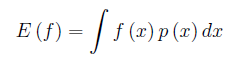 E (f) = ∫ f (x) p (x) dx